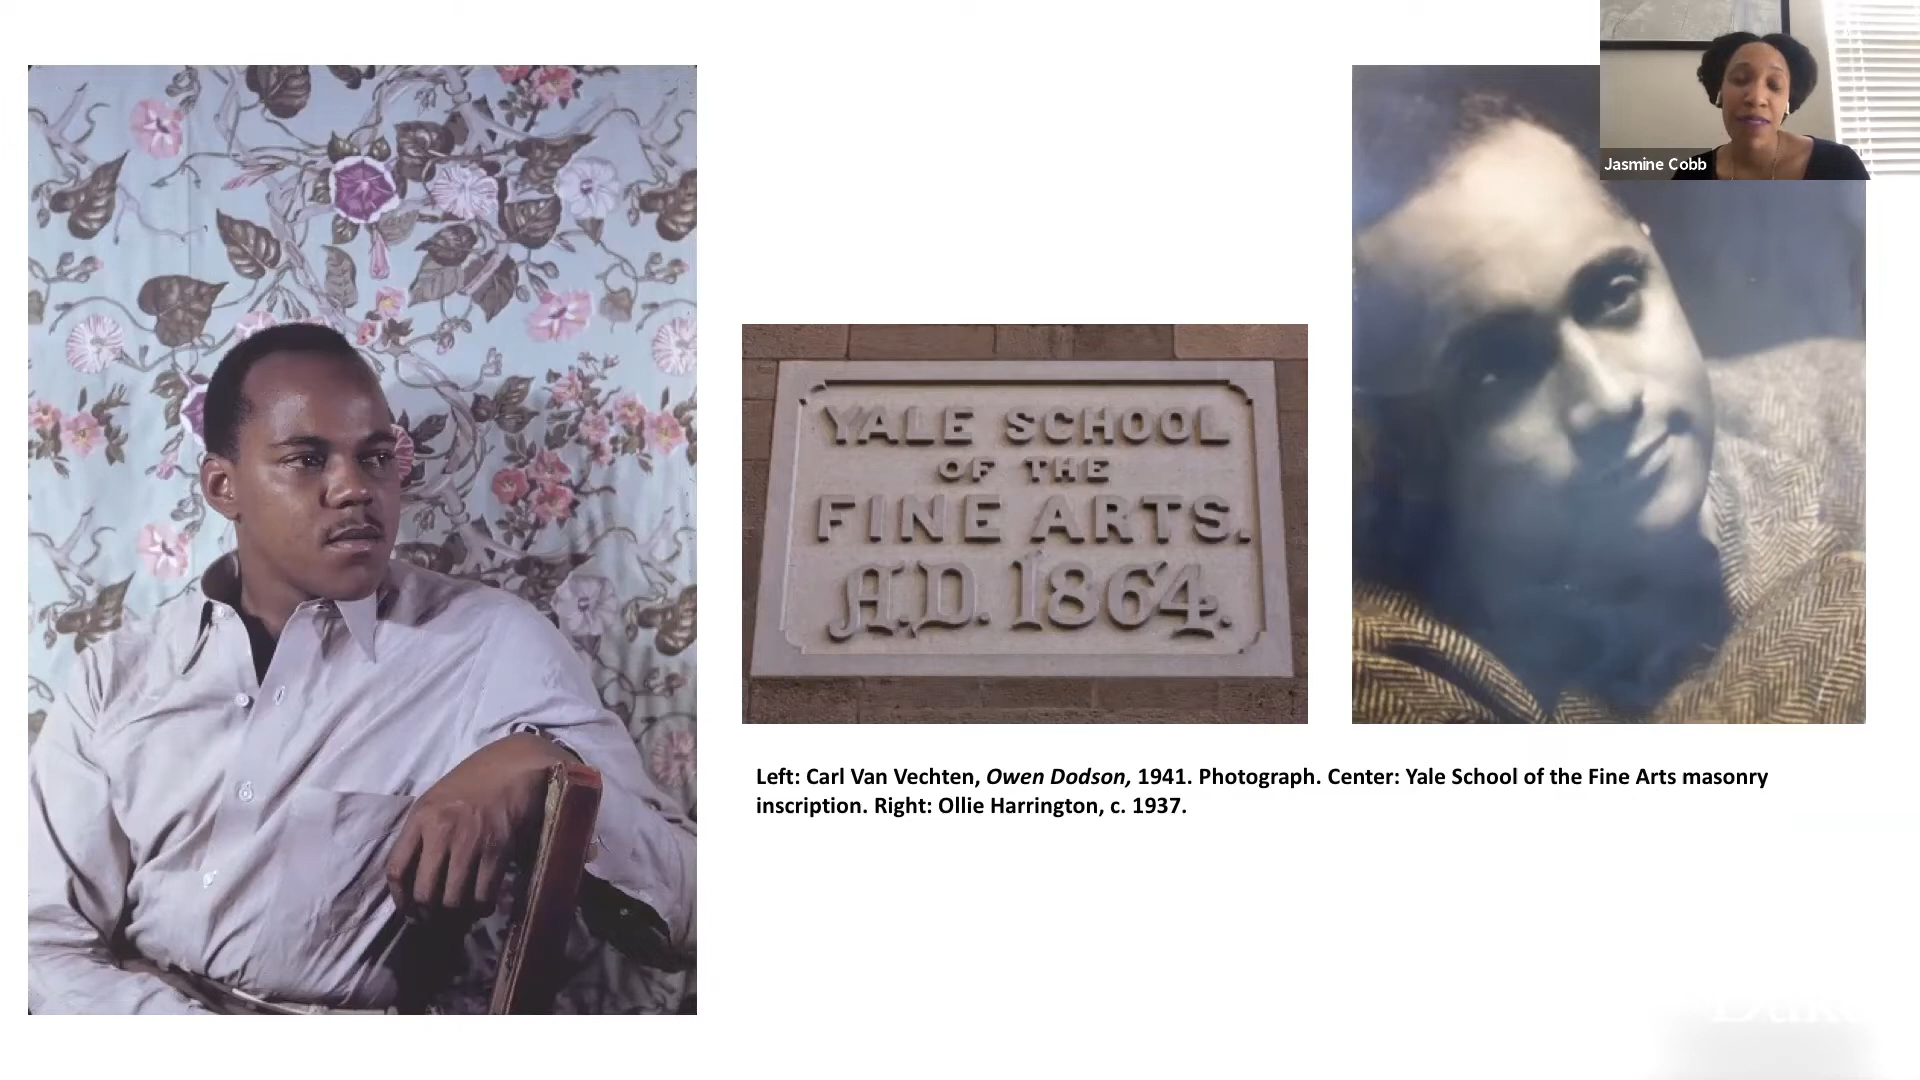 Jasmine Cobb
YALE SCHOOL
OF THE
FINE ARTS.
A.D. 1864.
Left: Carl Van Vechten, Owen Dodson, 1941. Photograph. Center: Yale School of the Fine Arts masonry
inscription. Right: Ollie Harrington, c. 1937.